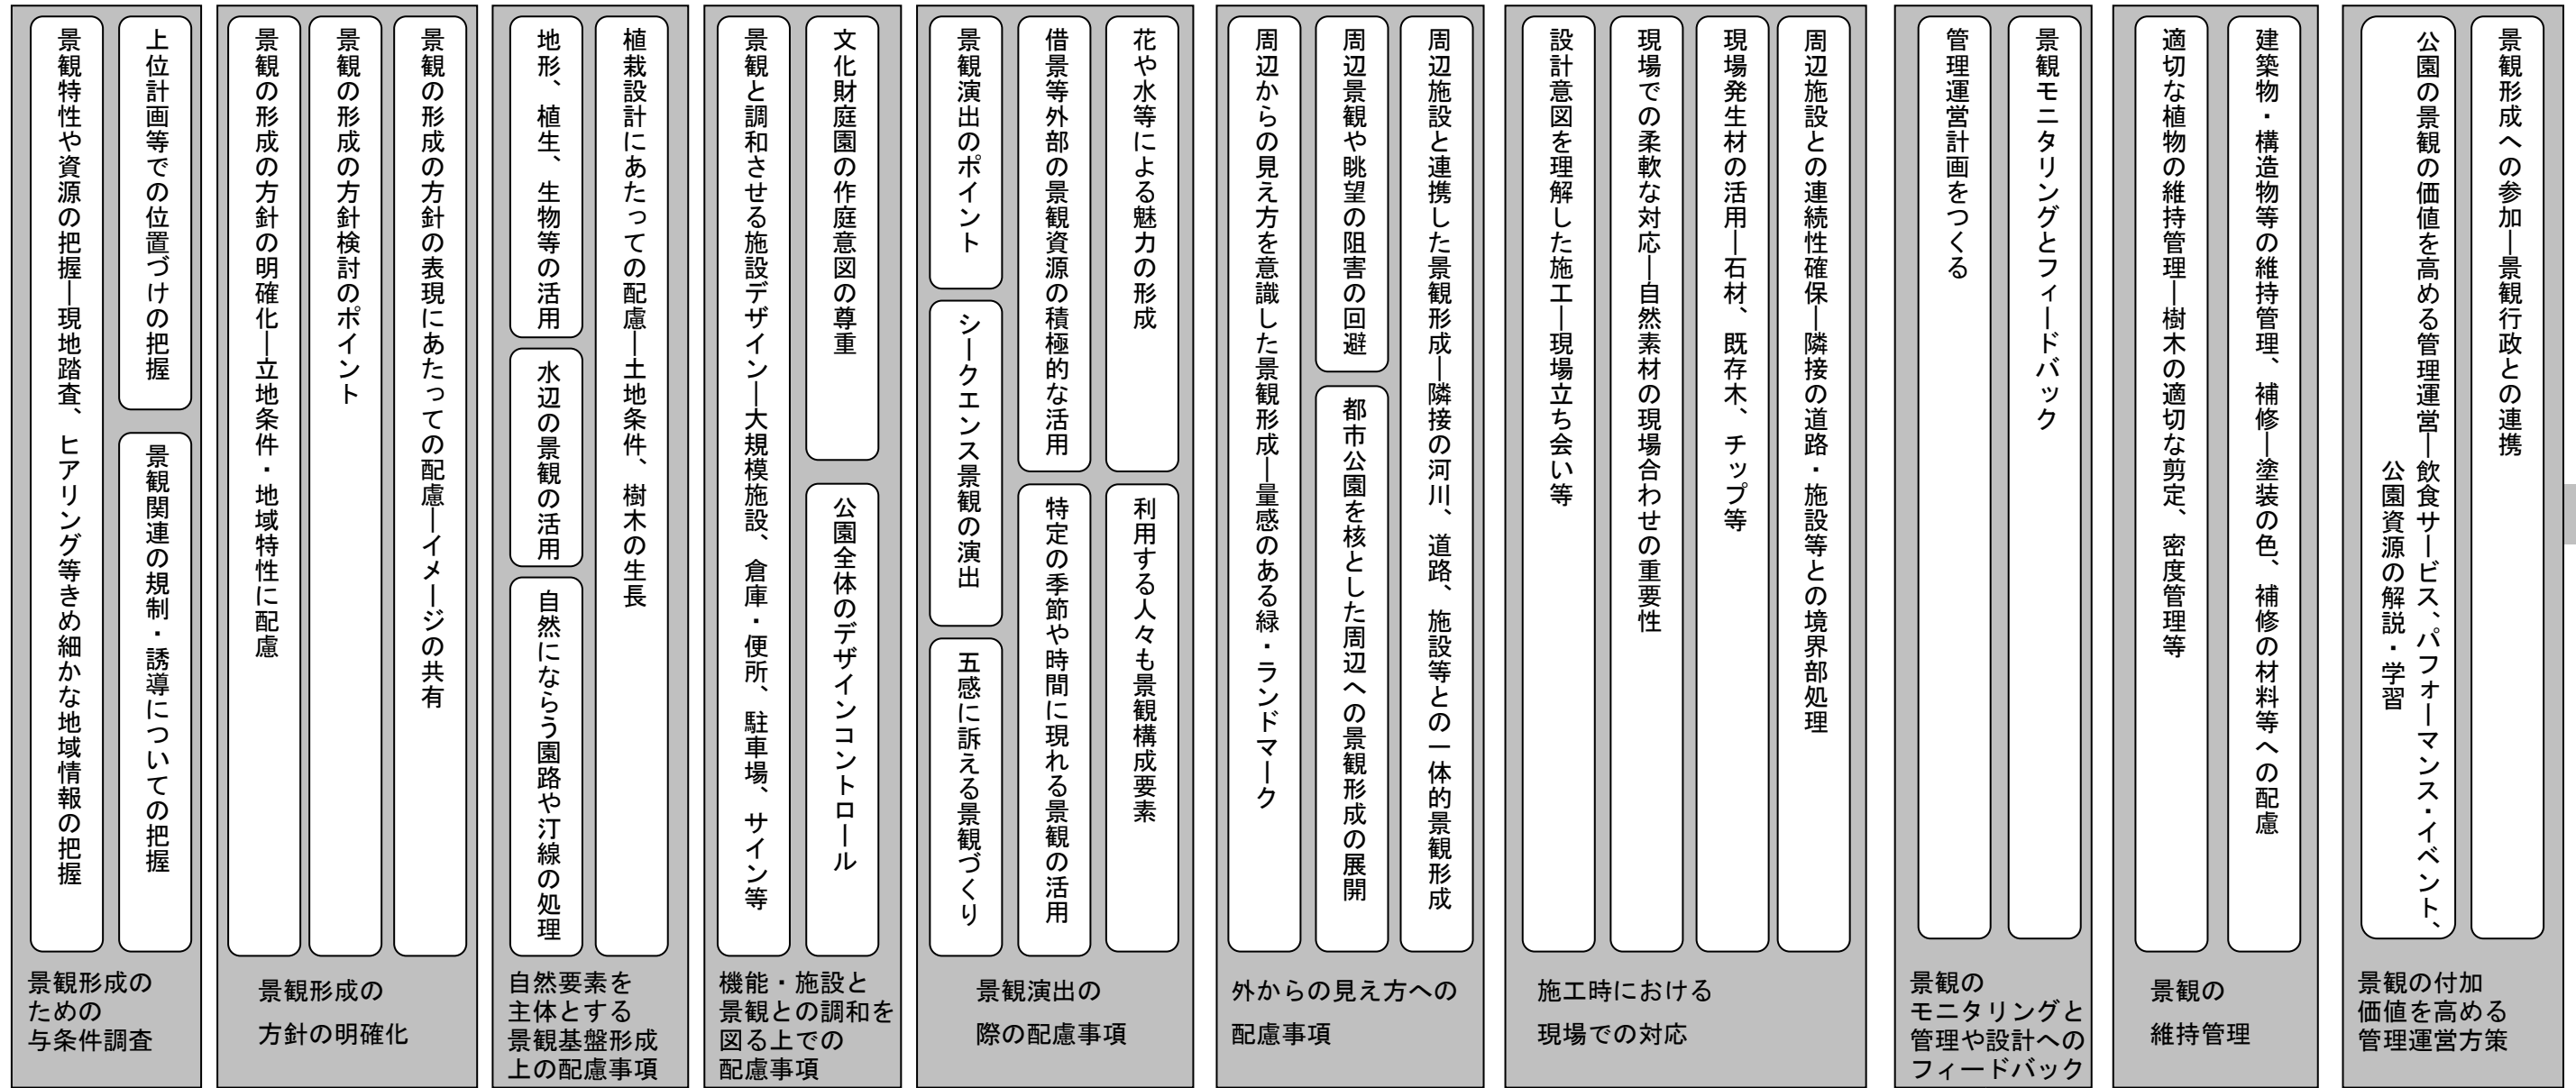 景観特性や資源の把握―現地踏査、ヒアリング等きめ細かな地域情報の把握
上位計画等での位置づけの把握
景観関連の規制・誘導についての把握
景観形成の
ための
与条件調査
景観の形成の方針の明確化―立地条件・地域特性に配慮
景観の形成の方針検討のポイント
景観の形成の方針の表現にあたっての配慮―イメージの共有
景観形成の
方針の明確化
地形、植生、生物等の活用
水辺の景観の活用
自然にならう園路や汀線の処理
植栽設計にあたっての配慮―土地条件、樹木の生長
自然要素を
主体とする
景観基盤形成
上の配慮事項
景観と調和させる施設デザイン―大規模施設、倉庫・便所、駐車場、サイン等
文化財庭園の作庭意図の尊重
公園全体のデザインコントロール
機能・施設と
景観との調和を
図る上での
配慮事項
景観演出のポイント
シークエンス景観の演出
五感に訴える景観づくり
借景等外部の景観資源の積極的な活用
特定の季節や時間に現れる景観の活用
花や水等による魅力の形成
利用する人々も景観構成要素
景観演出の
際の配慮事項
周辺からの見え方を意識した景観形成―量感のある緑・ランドマーク
周辺景観や眺望の阻害の回避
都市公園を核とした周辺への景観形成の展開
周辺施設と連携した景観形成―隣接の河川、道路、施設等との一体的景観形成
外からの見え方への
配慮事項
設計意図を理解した施工―現場立ち会い等
現場での柔軟な対応―自然素材の現場合わせの重要性
現場発生材の活用―石材、既存木、チップ等
周辺施設との連続性確保―隣接の道路・施設等との境界部処理
施工時における
現場での対応
管理運営計画をつくる
景観モニタリングとフィードバック
景観の
モニタリングと
管理や設計への
フィードバック
適切な植物の維持管理―樹木の適切な剪定、密度管理等
建築物・構造物等の維持管理、補修―塗装の色、補修の材料等への配慮
景観の
維持管理
公園の景観の価値を高める管理運営―飲食サービス、パフォーマンス・イベント、
公園資源の解説・学習
景観形成への参加―景観行政との連携
景観の付加
価値を高める
管理運営方策